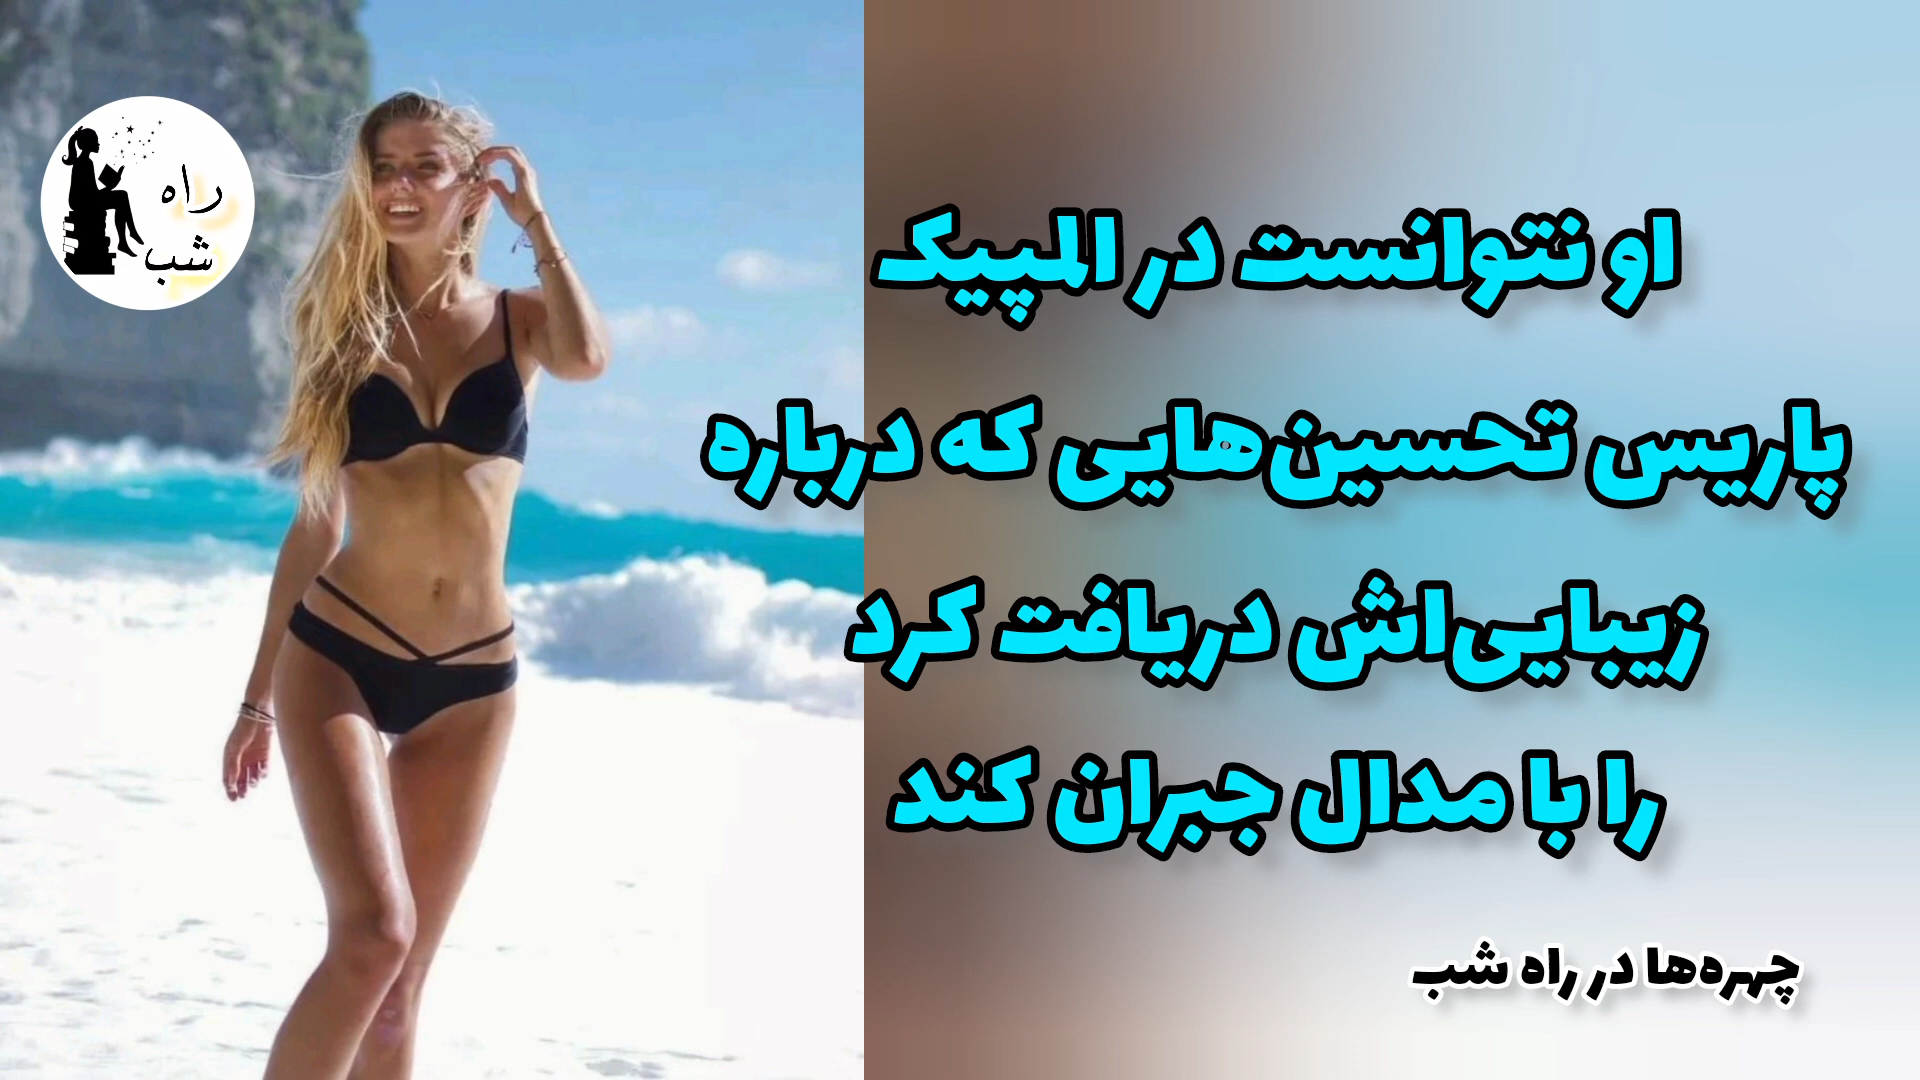 راه
شب
او نتوانست در المپیک
پاریس تحسین‌هایی که درباره
زیبایی‌اش دریافت کرد
را با مدال جبران کند
چهره‌ها در راه شب